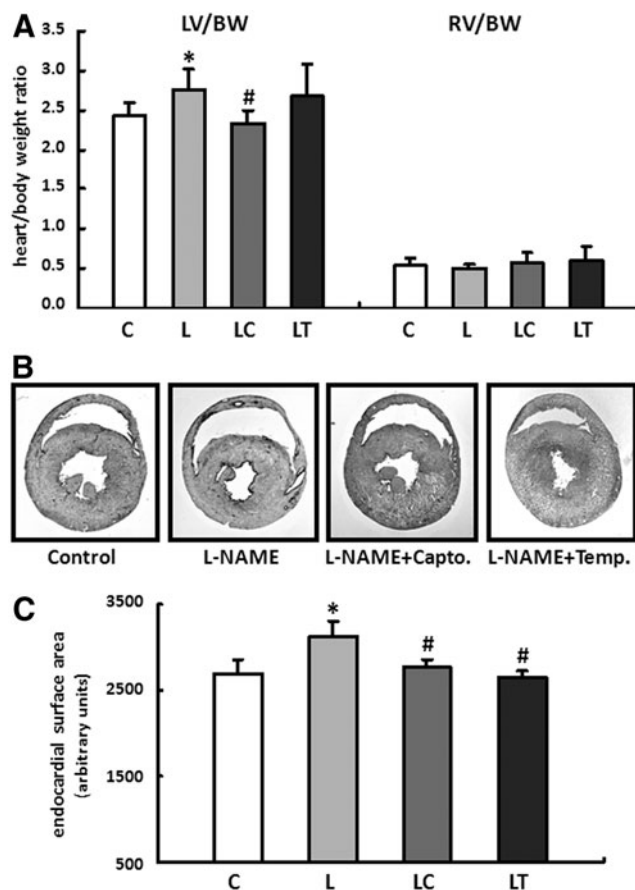 A
LV/BW
RV/BW
heart/body weight ratio
3.5
3.0
2.5
2.0
1.5
1.0
0.5
0.0
*
#
C L LC LT C L LC LT
B
Control L-NAME L-NAME+Capto. L-NAME+Temp.
C
endocardial surface area
(arbitrary units)
3500
2500
1500
500
*
#
#
C L LC LT